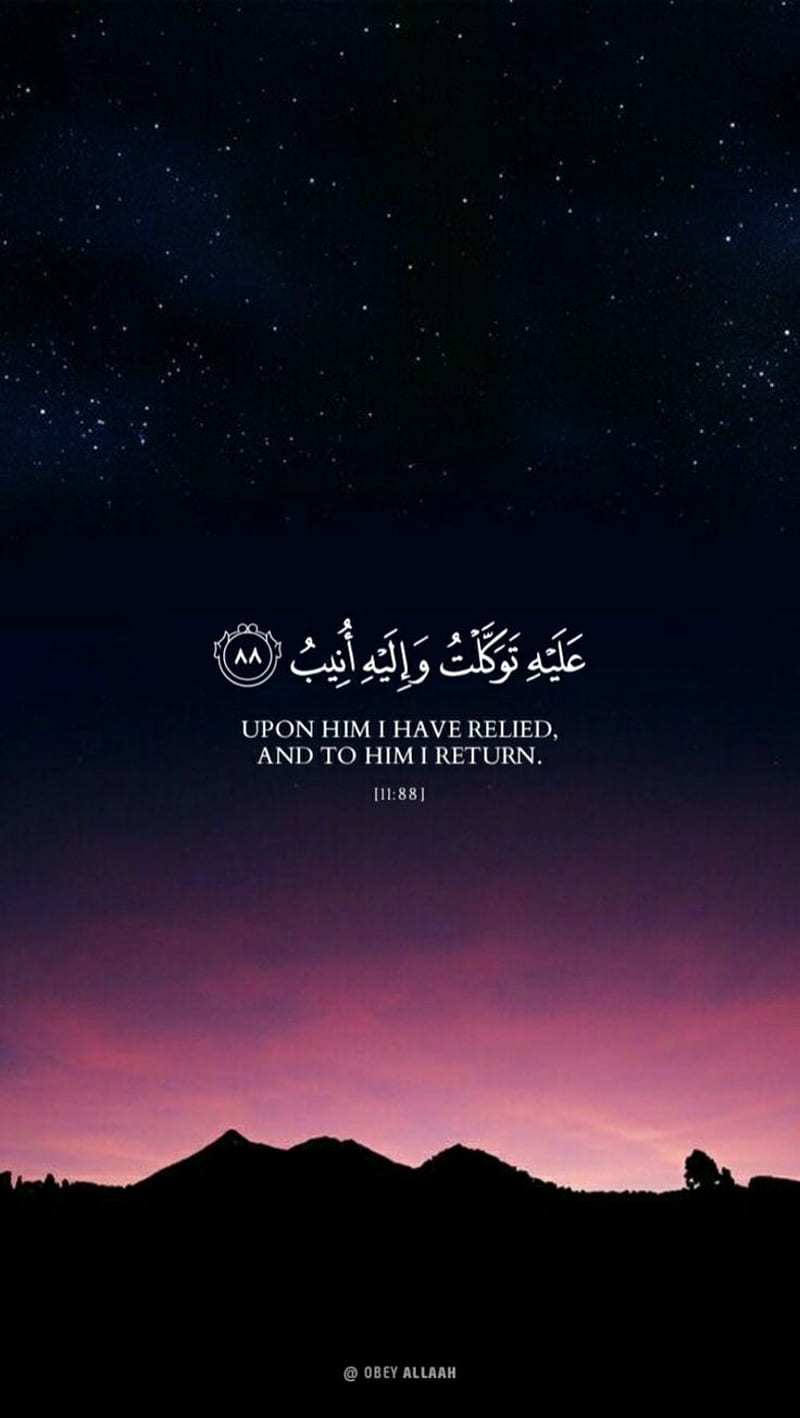 عَلَيْهِ تَوَكَّلْتُ وَإِلَيْهِ أُنِيبُ ٨٨
UPON HIM I HAVE RELIED,
AND TO HIM I RETURN.
[11:88]
@ OBEY ALLAAH